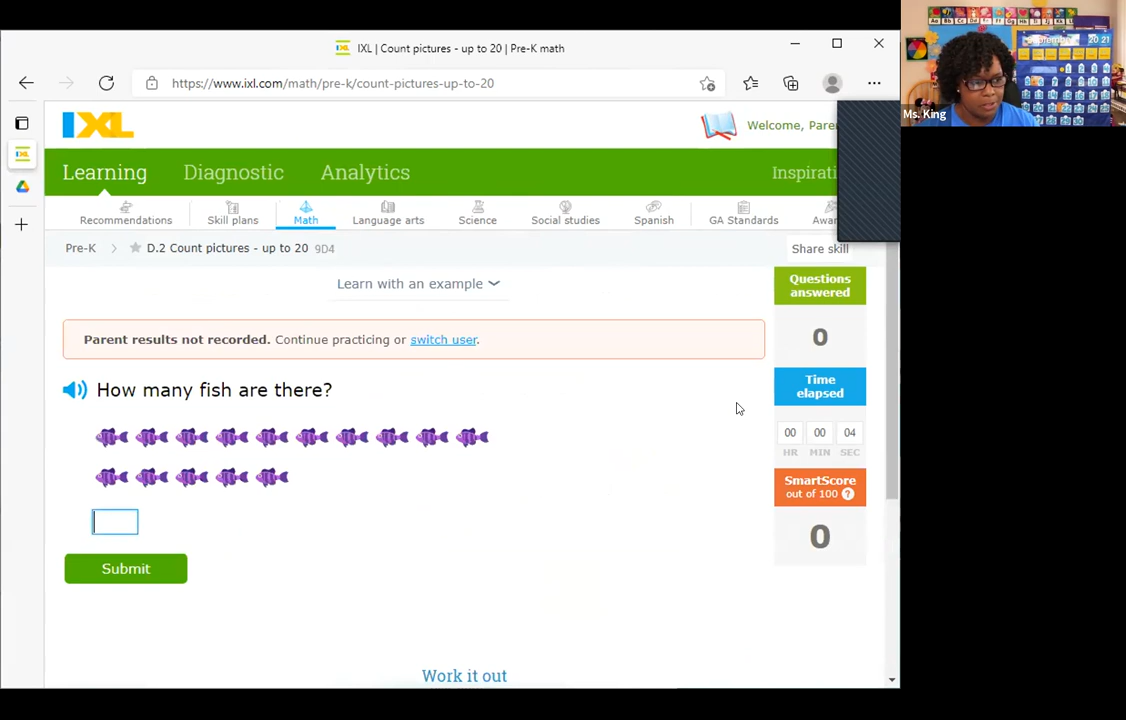 IXL | Count pictures - up to 20 | Pre-K math
https://www.ixl.com/math/pre-k/count-pictures-up-to-20
Ms. King
IXL
Welcome, Pare
Learning Diagnostic Analytics Inspirati
Recommendations Skill plans Math Language arts Science Social studies Spanish GA Standards Awar
Pre-K > D.2 Count pictures - up to 20 9D4 Share skill
Learn with an example
Questions
answered
0
Parent results not recorded. Continue practicing or switch user.
Time
elapsed
00 00 04
HR MIN SEC
How many fish are there?
SmartScore
out of 100 ?
0
Submit
Work it out